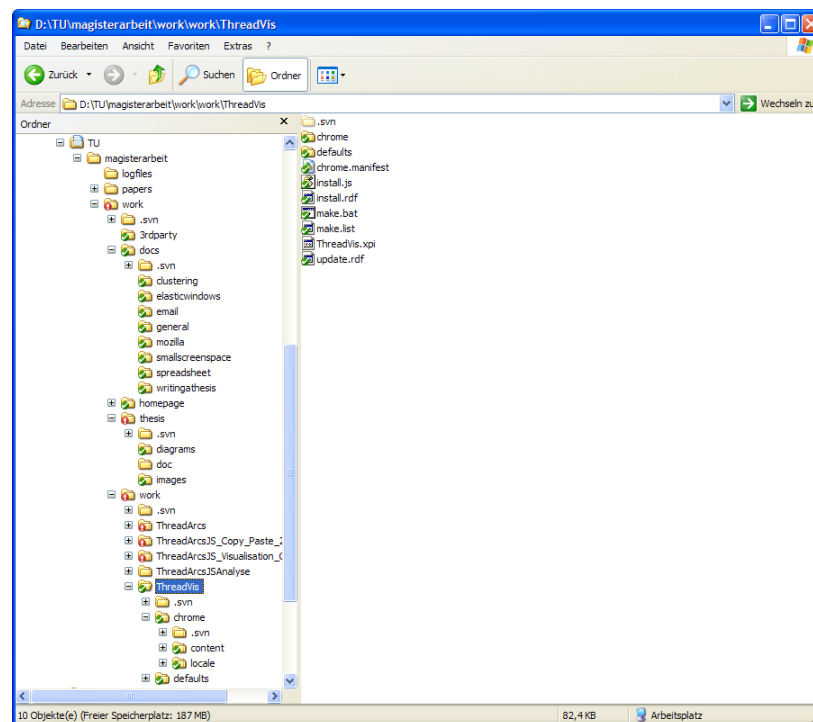 D:\TU\magisterarbeit\work\work\ThreadVis
Datei Bearbeiten Ansicht Favoriten Extras ?
Zurück Suchen Ordner
Adresse D:\TU\magisterarbeit\work\work\ThreadVis Wechseln zu
Ordner x
TU
magisterarbeit
logfiles
papers
work
.svn
3rdparty
docs
.svn
clustering
elasticwindows
email
general
mozilla
smallscreenspace
spreadsheet
writingathesis
homepage
thesis
.svn
diagrams
doc
images
work
.svn
ThreadArcs
ThreadArcsJS_Copy_Paste_2
ThreadArcsJS_Visualisation_
ThreadArcsJSAnalyse
ThreadVis
.svn
chrome
.svn
content
locale
defaults
.svn
chrome
defaults
chrome.manifest
install.js
install.rdf
make.bat
make.list
ThreadVis.xpi
update.rdf
10 Objekte(e) (Freier Speicherplatz: 187 MB) 82,4 KB Arbeitsplatz